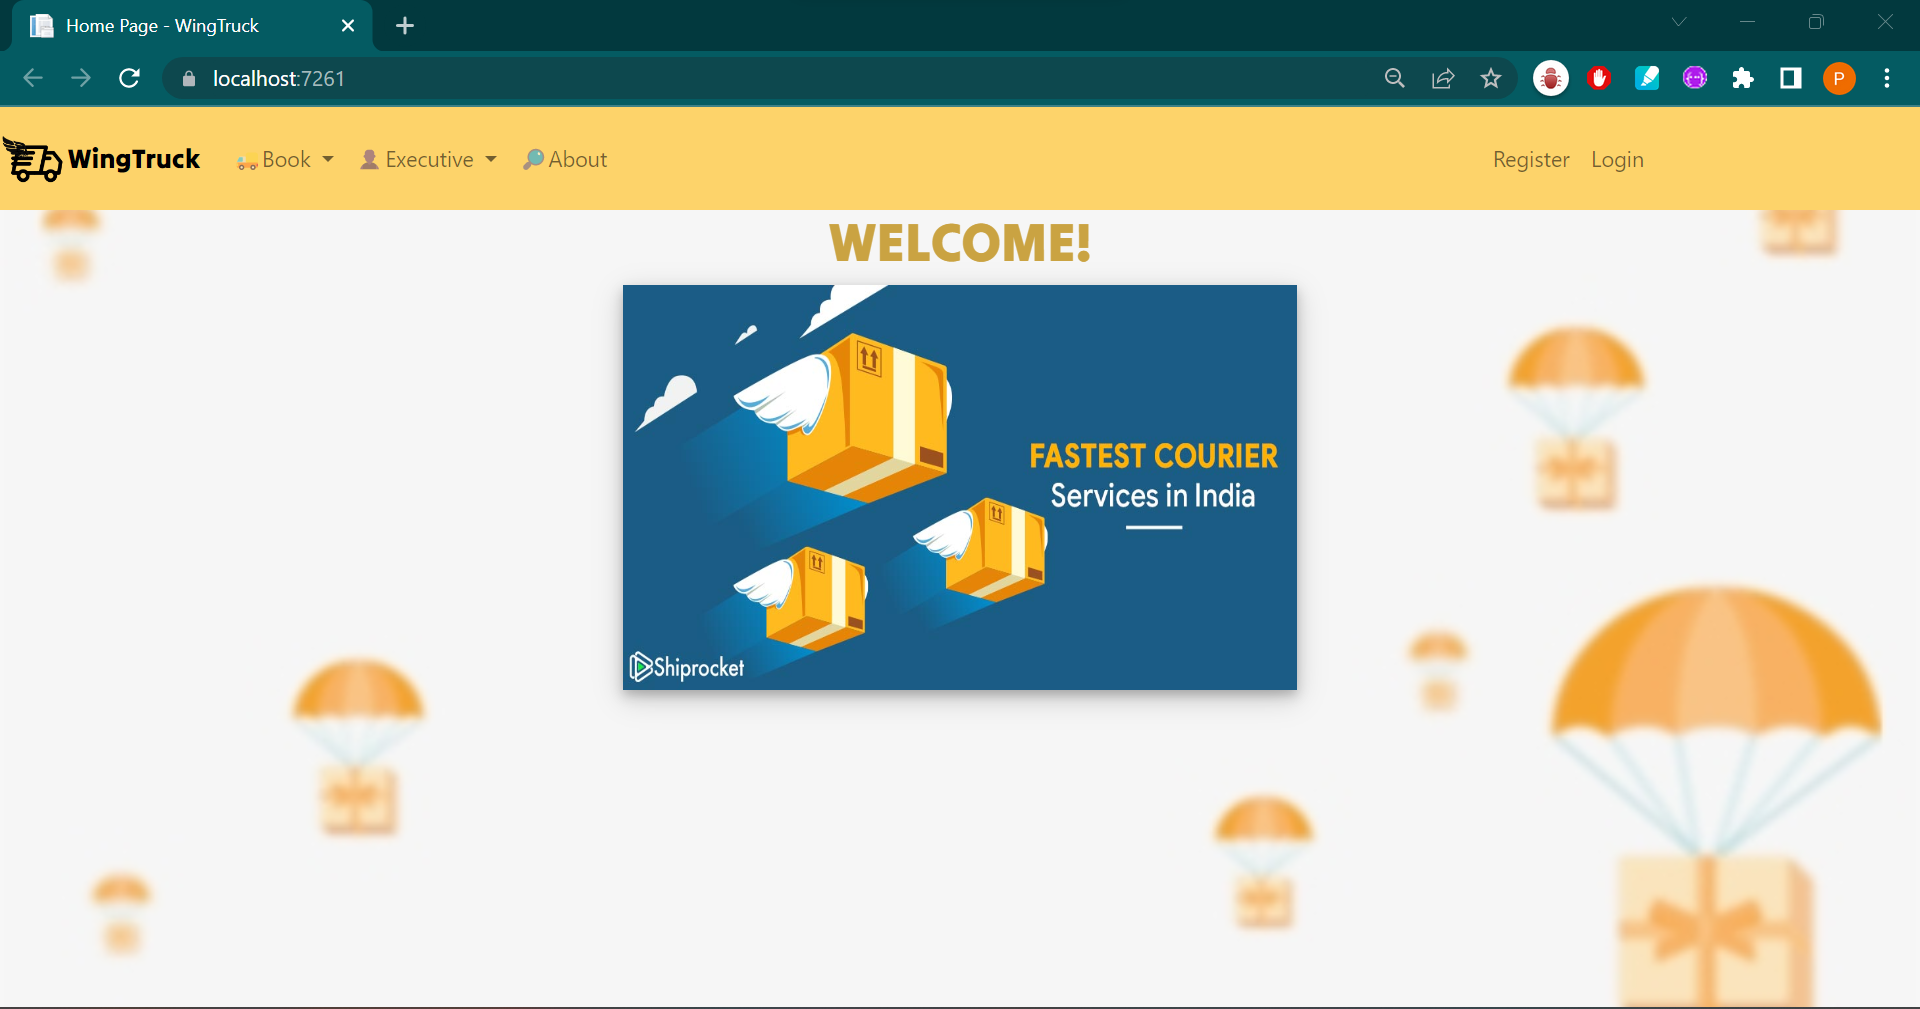 Home Page - WingTruck
localhost:7261
P
WingTruck
Book
Executive
About
Register
Login
WELCOME!
FASTEST COURIER
Services in India
Shiprocket